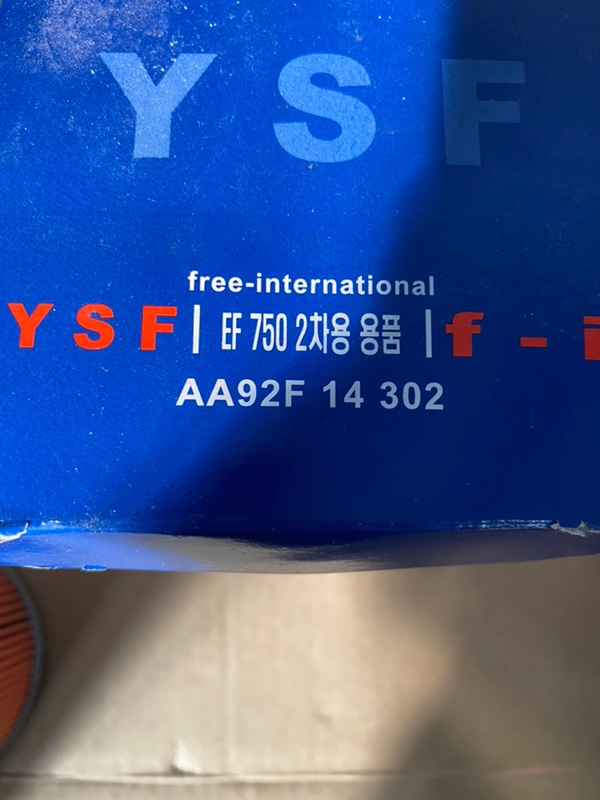 YSF
free-international
YSF | EF 750 2차용 용품 | f - i
AA92F 14 302